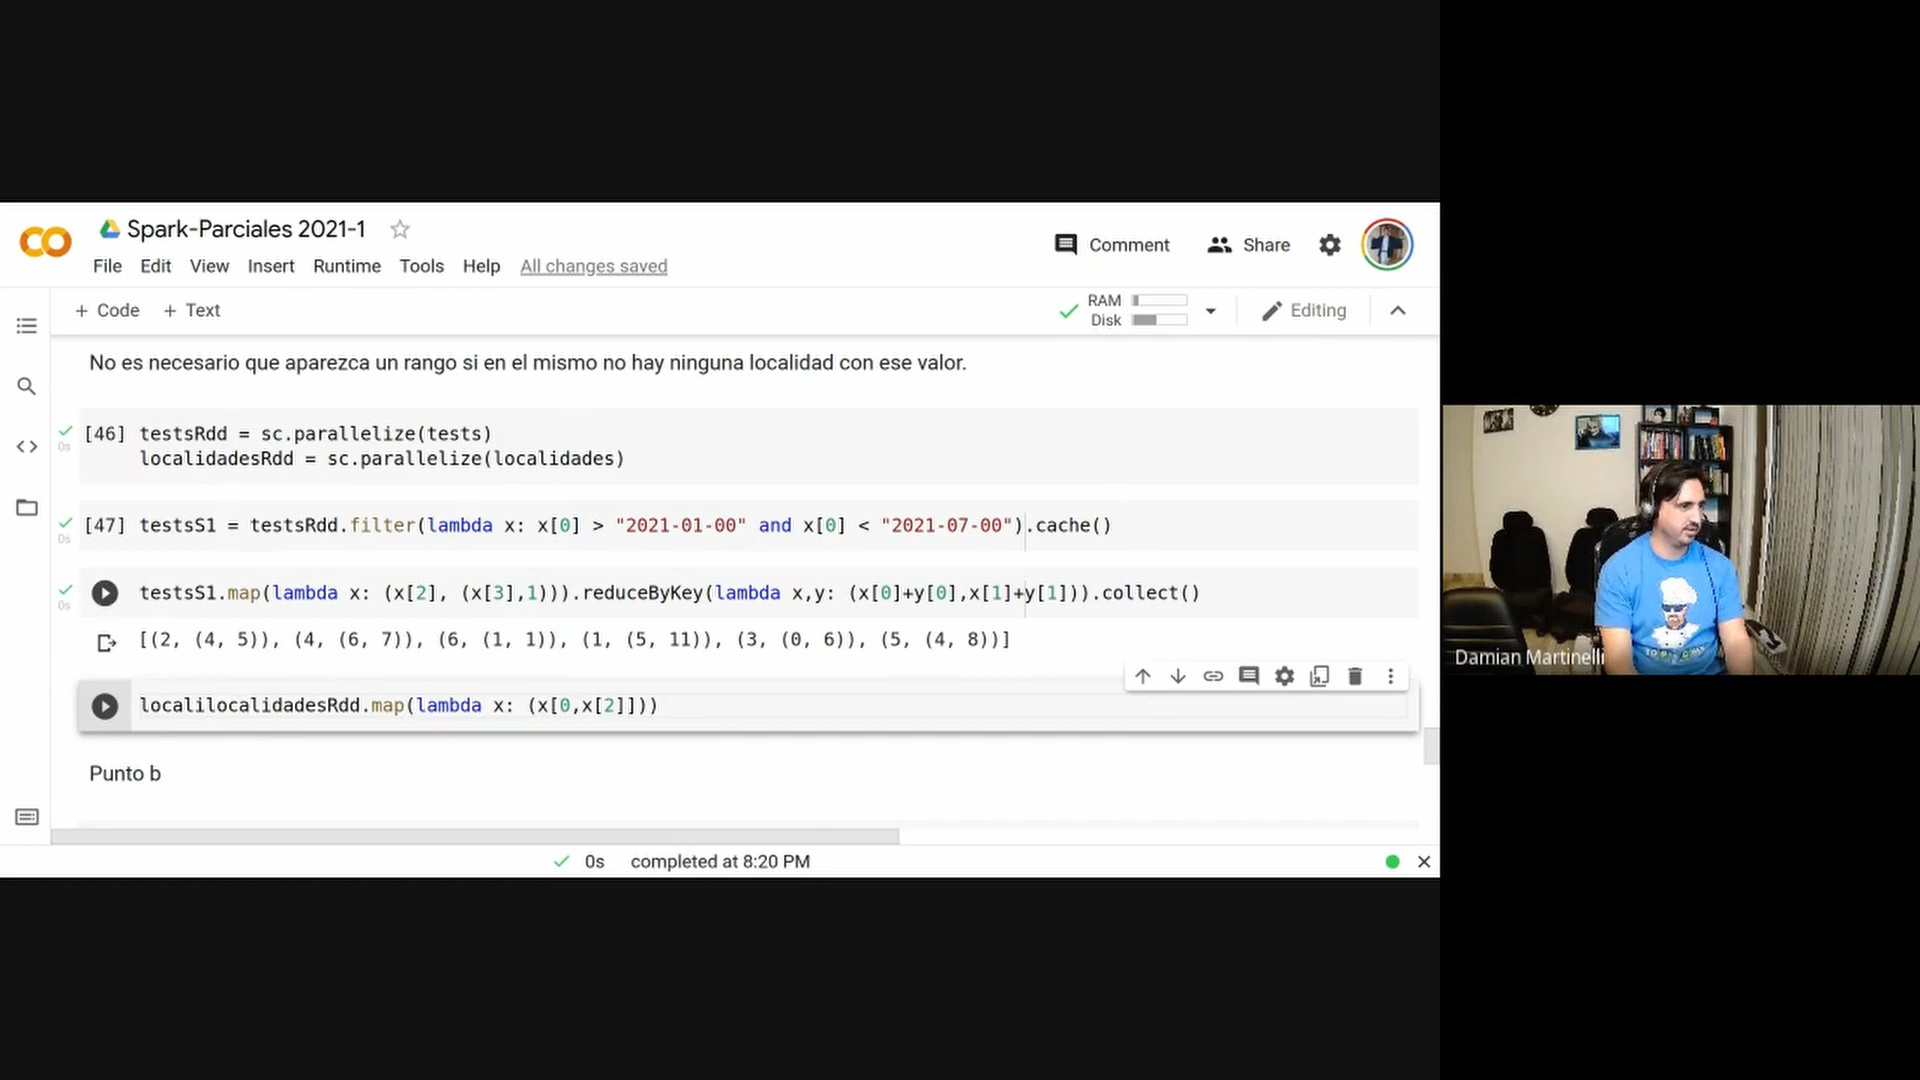 Spark-Parciales 2021-1
File Edit View Insert Runtime Tools Help All changes saved
Comment Share
+ Code + Text
RAM
Disk
Editing
No es necesario que aparezca un rango si en el mismo no hay ninguna localidad con ese valor.
0s
[46] testsRdd = sc.parallelize(tests)
localidadesRdd = sc.parallelize(localidades)
0s
[47] testsS1 = testsRdd.filter(lambda x: x[0] > "2021-01-00" and x[0] < "2021-07-00").cache()
0s
testsS1.map(lambda x: (x[2], (x[3],1))).reduceByKey(lambda x,y: (x[0]+y[0],x[1]+y[1])).collect()
[(2, (4, 5)), (4, (6, 7)), (6, (1, 1)), (1, (5, 11)), (3, (0, 6)), (5, (4, 8))]
localilocalidadesRdd.map(lambda x: (x[0,x[2]]))
Punto b
0s completed at 8:20 PM
Damian Martinelli